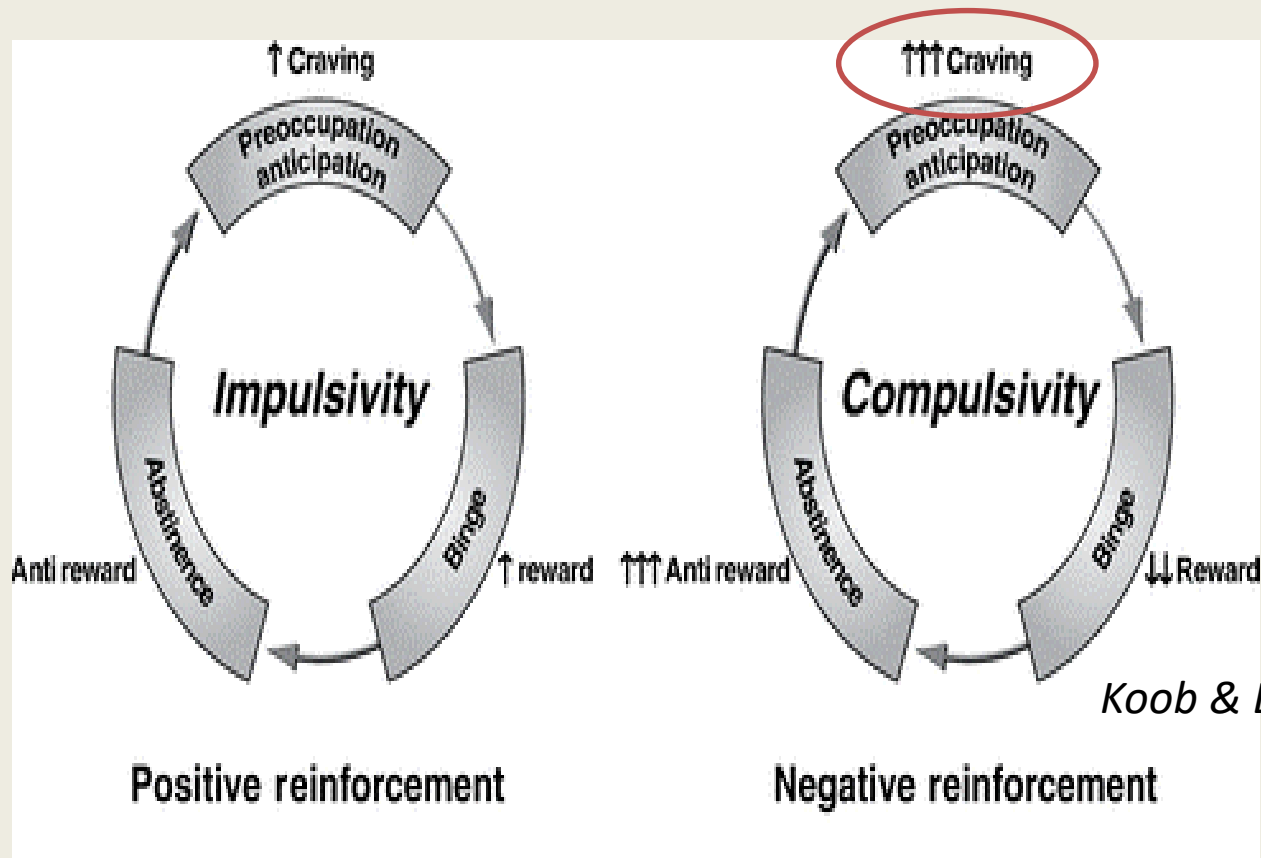 ↑ Craving
Preoccupation
anticipation
Impulsivity
Abstinence
Binge
Anti reward
↑ reward
Positive reinforcement
↑↑↑ Craving
Preoccupation
anticipation
Compulsivity
Abstinence
Binge
↑↑↑ Anti reward
↓↓ Reward
Koob &
Negative reinforcement